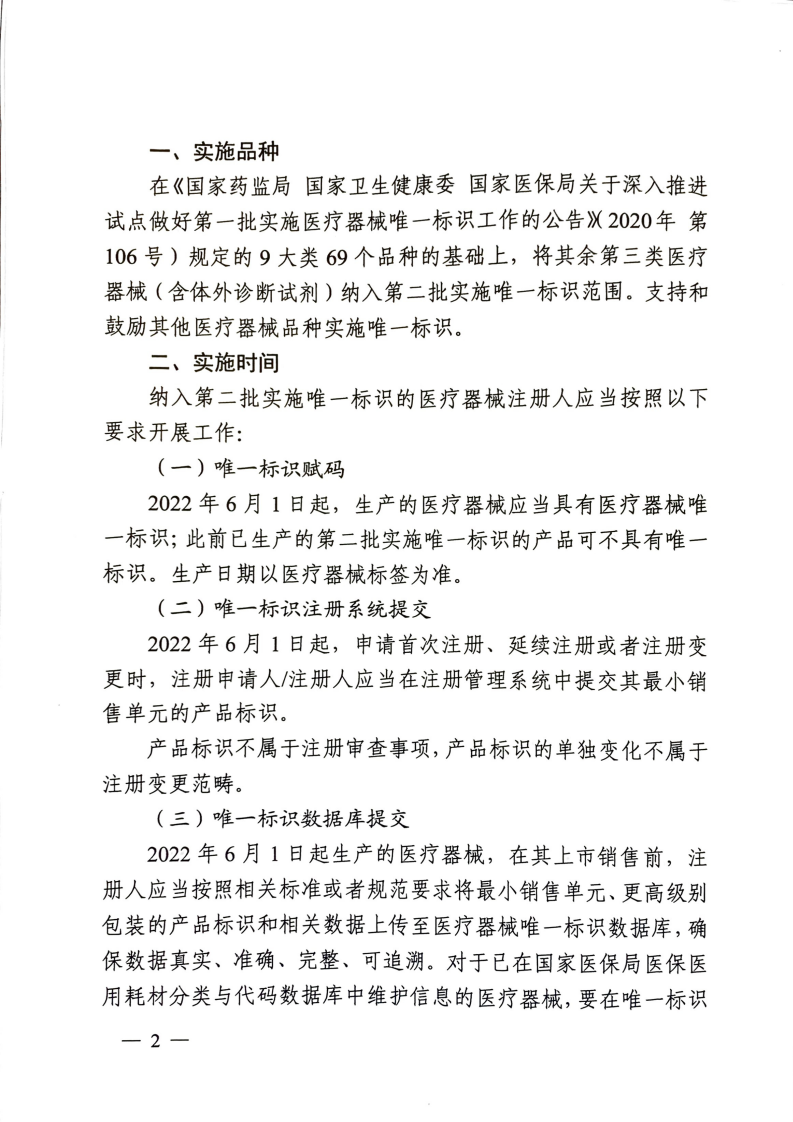 一、实施品种
在《国家药监局 国家卫生健康委 国家医保局关于深入推进
试点做好第一批实施医疗器械唯一标识工作的公告》(2020年 第
106号)规定的9大类69个品种的基础上，将其余第三类医疗
器械(含体外诊断试剂)纳入第二批实施唯一标识范围。支持和
鼓励其他医疗器械品种实施唯一标识。
二、实施时间
纳入第二批实施唯一标识的医疗器械注册人应当按照以下
要求开展工作：
(一)唯一标识赋码
2022年6月1日起，生产的医疗器械应当具有医疗器械唯
一标识；此前已生产的第二批实施唯一标识的产品可不具有唯一
标识。生产日期以医疗器械标签为准。
(二)唯一标识注册系统提交
2022年6月1日起，申请首次注册、延续注册或者注册变
更时，注册申请人/注册人应当在注册管理系统中提交其最小销
售单元的产品标识。
产品标识不属于注册审查事项，产品标识的单独变化不属于
注册变更范畴。
(三)唯一标识数据库提交
2022年6月1日起生产的医疗器械，在其上市销售前，注
册人应当按照相关标准或者规范要求将最小销售单元、更高级别
包装的产品标识和相关数据上传至医疗器械唯一标识数据库，确
保数据真实、准确、完整、可追溯。对于已在国家医保局医保医
用耗材分类与代码数据库中维护信息的医疗器械，要在唯一标识
— 2 —